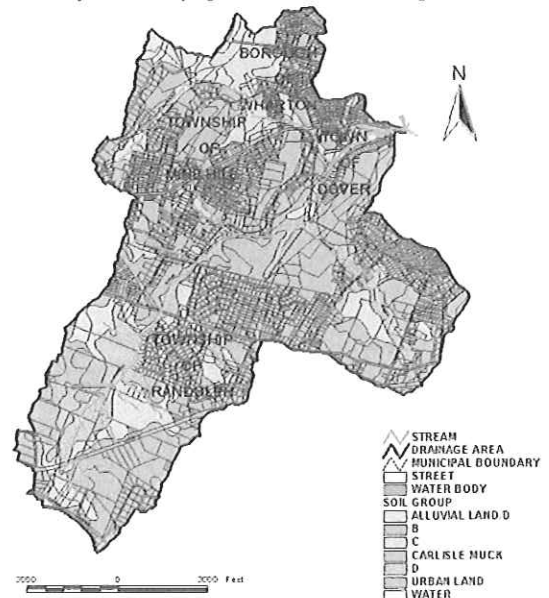 BOROUGH
OF
WHARTON
N
TOWNSHIP
OF
MINE HILL
TOWN
OF
DOVER
TOWNSHIP
OF
RANDOLPH
STREAM
DRAINAGE AREA
MUNICIPAL BOUNDARY
STREET
WATER BODY
SOIL GROUP
ALLUVIAL LAND/D
B
C
CARLISLE MUCK
D
URBAN LAND
WATER
2000 0 2000 Feet